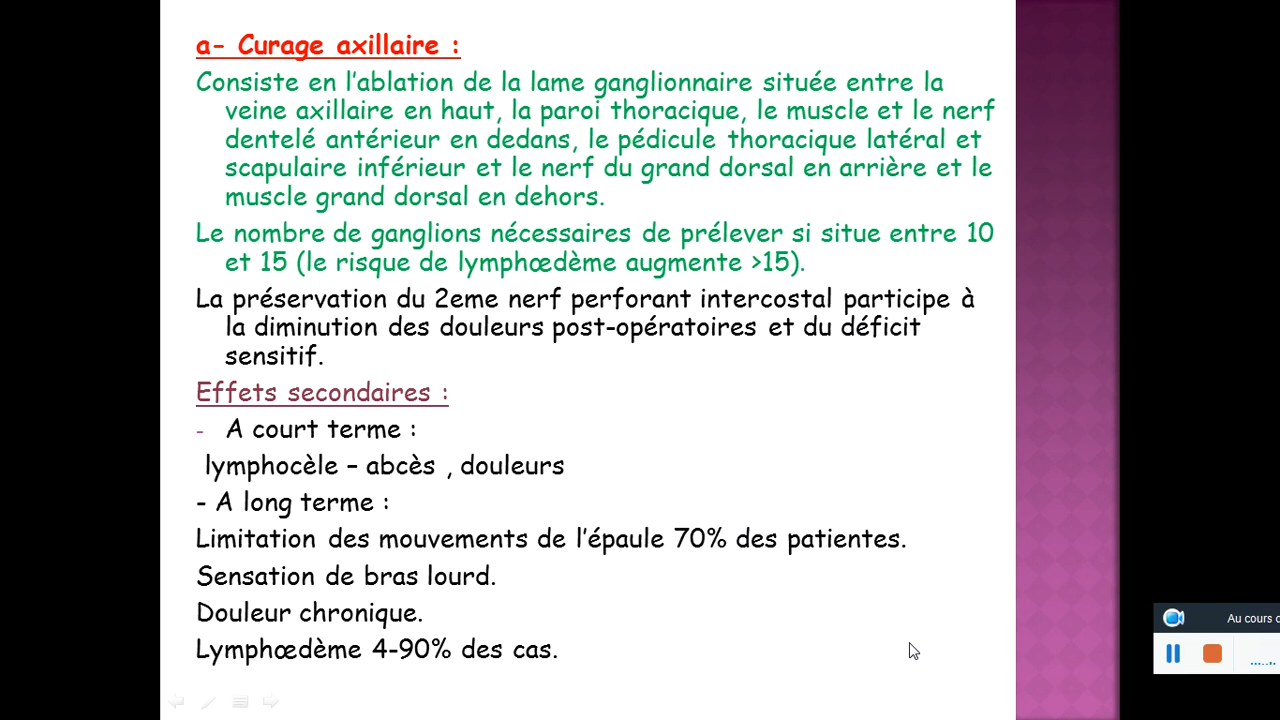 a- Curage axillaire :
Consiste en l’ablation de la lame ganglionnaire située entre la
veine axillaire en haut, la paroi thoracique, le muscle et le nerf
dentelé antérieur en dedans, le pédicule thoracique latéral et
scapulaire inférieur et le nerf du grand dorsal en arrière et le
muscle grand dorsal en dehors.
Le nombre de ganglions nécessaires de prélever si situe entre 10
et 15 (le risque de lymphœdème augmente >15).
La préservation du 2eme nerf perforant intercostal participe à
la diminution des douleurs post-opératoires et du déficit
sensitif.
Effets secondaires :
- A court terme :
lymphocèle – abcès , douleurs
- A long terme :
Limitation des mouvements de l’épaule 70% des patientes.
Sensation de bras lourd.
Douleur chronique.
Lymphœdème 4-90% des cas.
Au cours